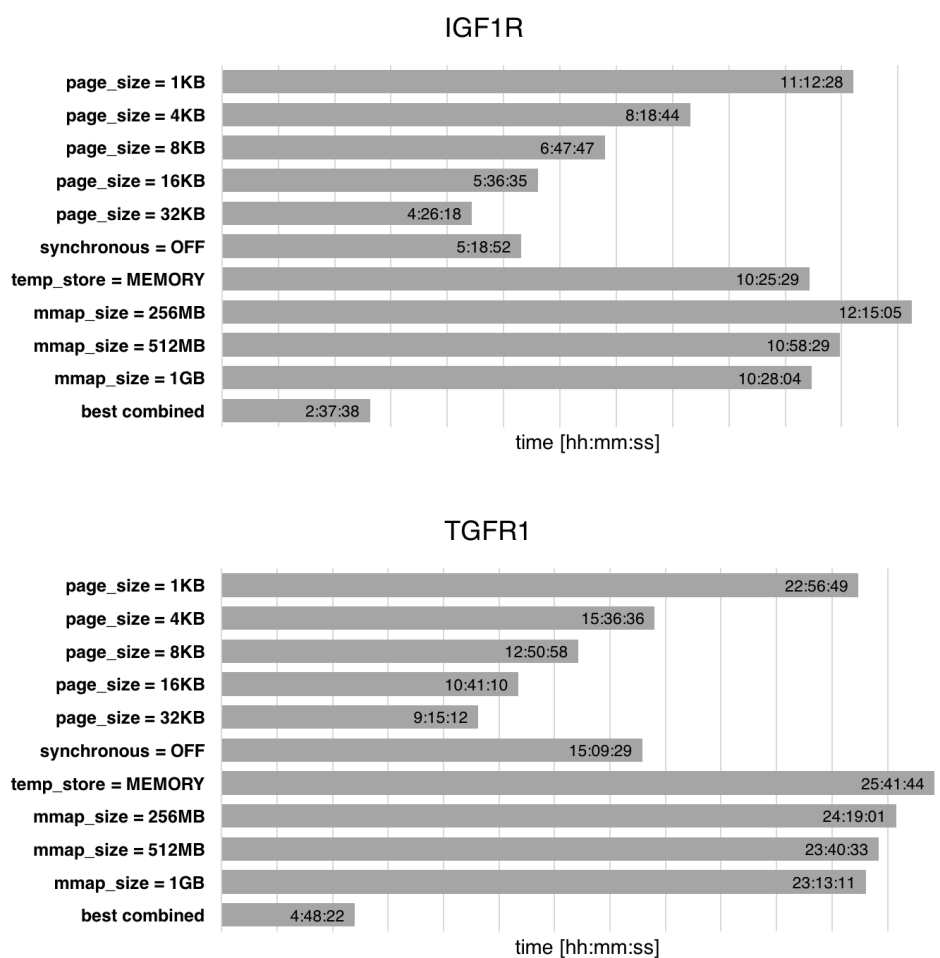 IGF1R
page_size = 1KB 11:12:28
page_size = 4KB 8:18:44
page_size = 8KB 6:47:47
page_size = 16KB 5:36:35
page_size = 32KB 4:26:18
synchronous = OFF 5:18:52
temp_store = MEMORY 10:25:29
mmap_size = 256MB 12:15:05
mmap_size = 512MB 10:58:29
mmap_size = 1GB 10:28:04
best combined 2:37:38
time [hh:mm:ss]
TGFR1
page_size = 1KB 22:56:49
page_size = 4KB 15:36:36
page_size = 8KB 12:50:58
page_size = 16KB 10:41:10
page_size = 32KB 9:15:12
synchronous = OFF 15:09:29
temp_store = MEMORY 25:41:44
mmap_size = 256MB 24:19:01
mmap_size = 512MB 23:40:33
mmap_size = 1GB 23:13:11
best combined 4:48:22
time [hh:mm:ss]